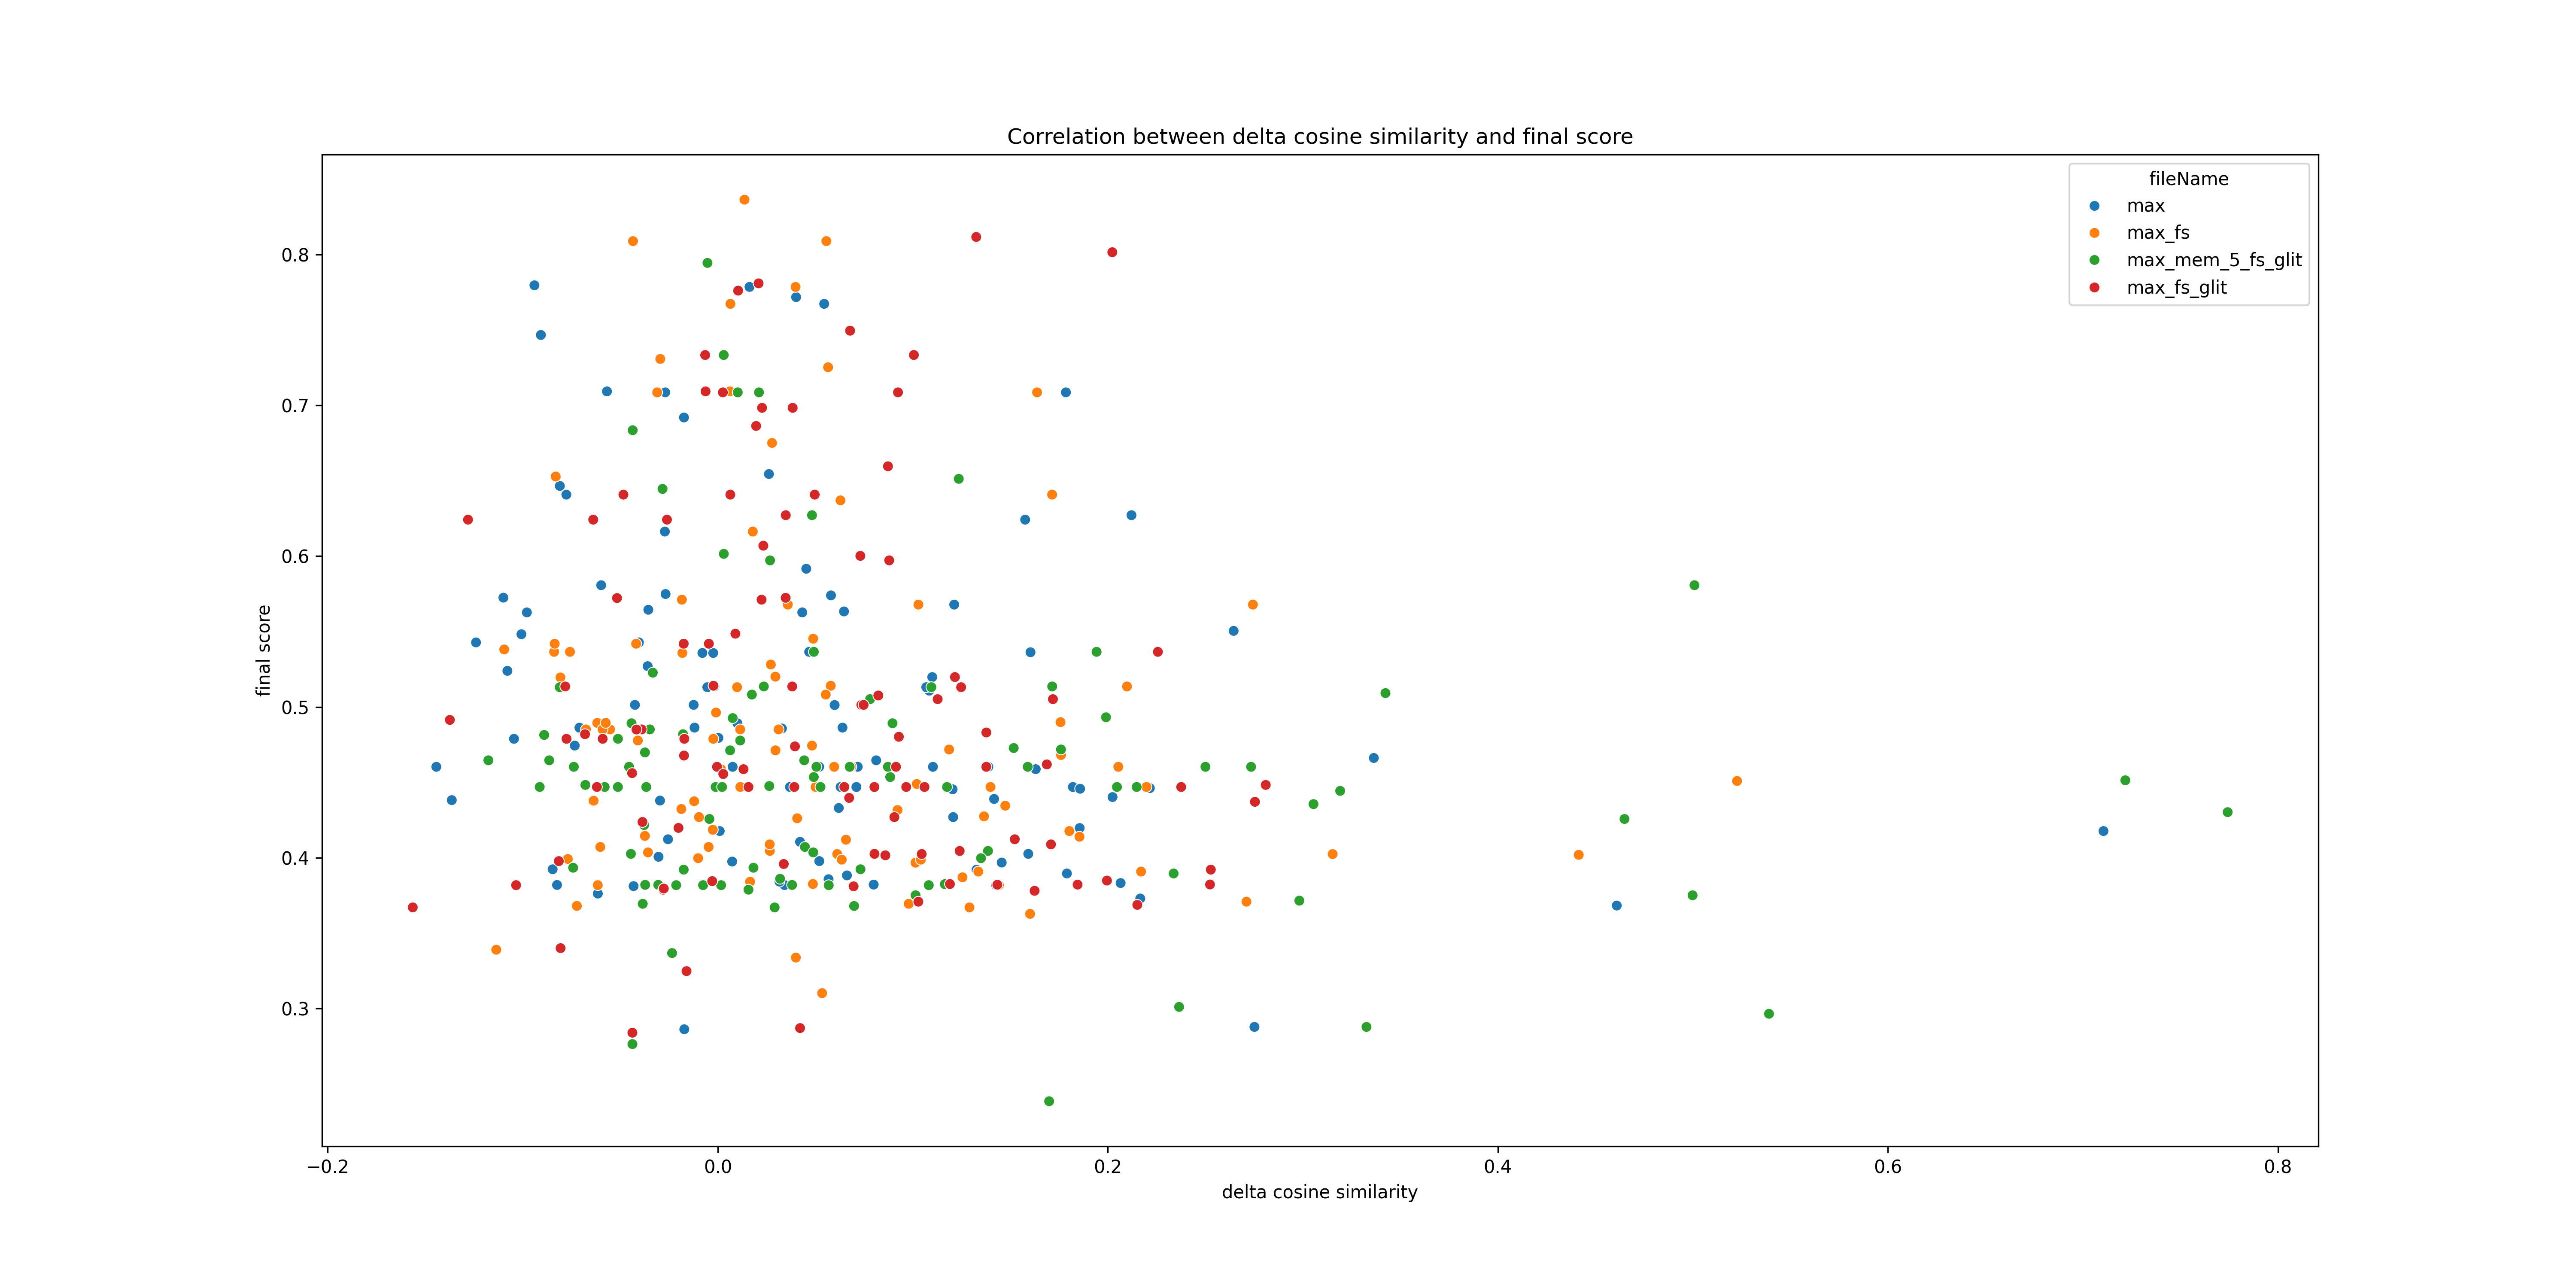 Correlation between delta cosine similarity and final score
fileName
max
max_fs
max_mem_5_fs_glit
max_fs_glit
final score
0.8
0.7
0.6
0.5
0.4
0.3
−0.2
0.0
0.2
0.4
0.6
0.8
delta cosine similarity